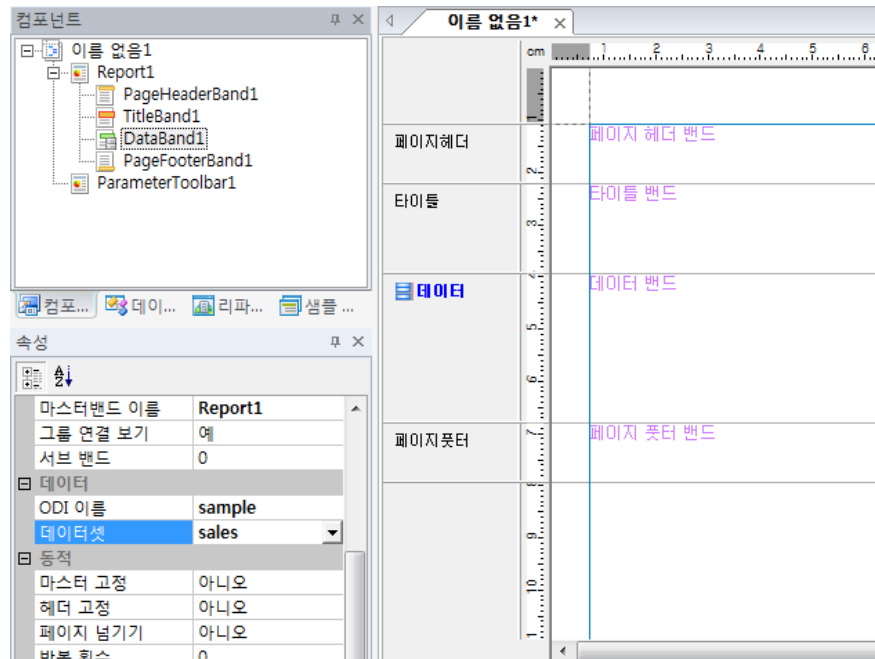 컴포넌트
이름 없음1
Report1
PageHeaderBand1
TitleBand1
DataBand1
PageFooterBand1
ParameterToolbar1
컴포... 데이... 리파... 샘플 ...
속성
마스터밴드 이름 Report1
그룹 연결 보기 예
서브 밴드 0
데이터
ODI 이름 sample
데이터셋 sales
동적
마스터 고정 아니오
헤더 고정 아니오
페이지 넘기기 아니오
반복 횟수 0
이름 없음1*
cm 1 2 3 4 5 6
페이지헤더
페이지 헤더 밴드
타이틀
타이틀 밴드
데이터
데이터 밴드
페이지풋터
페이지 풋터 밴드
1
2
3
4
5
6
7
8
9
10
1